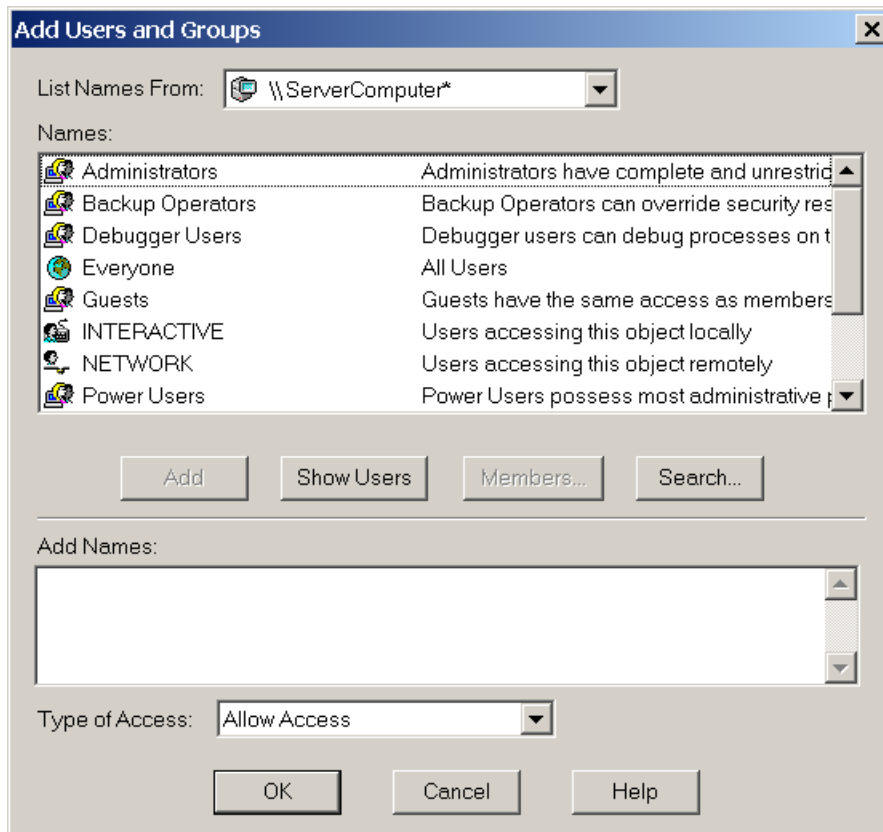 Add Users and Groups
List Names From: \\ServerComputer*
Names:
Administrators Administrators have complete and unrestric
Backup Operators Backup Operators can override security res
Debugger Users Debugger users can debug processes on t
Everyone All Users
Guests Guests have the same access as members
INTERACTIVE Users accessing this object locally
NETWORK Users accessing this object remotely
Power Users Power Users possess most administrative p
Add Show Users Members... Search...
Add Names:
Type of Access: Allow Access
OK Cancel Help